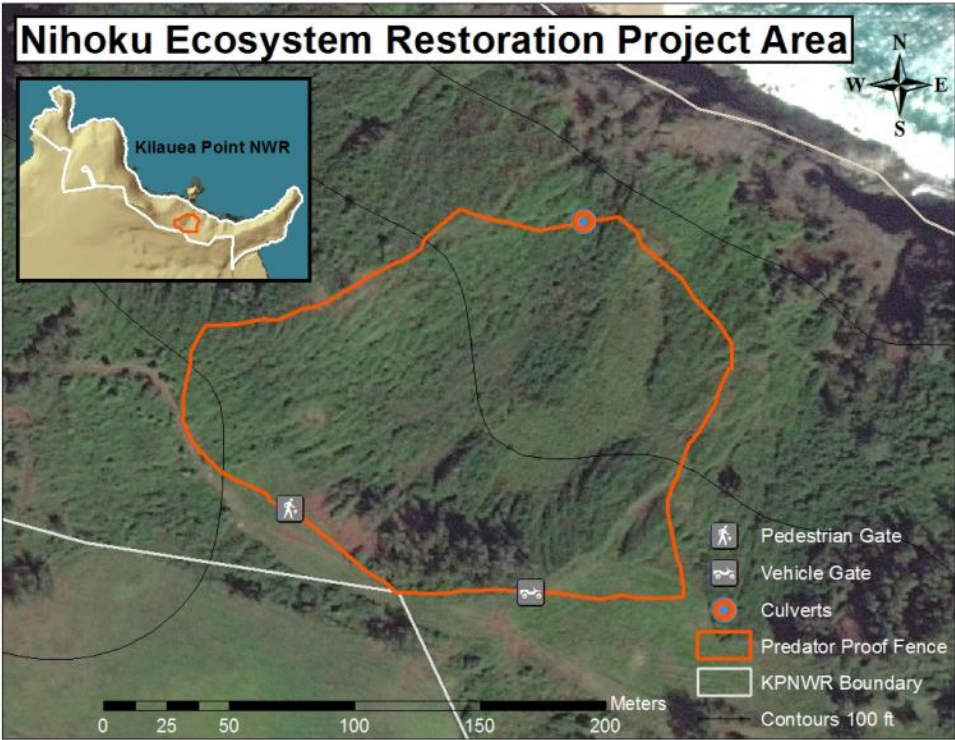 Nihoku Ecosystem Restoration Project Area
N
W E
S
Kilauea Point NWR
Pedestrian Gate
Vehicle Gate
Culverts
Predator Proof Fence
KPNWR Boundary
Contours 100 ft
Meters
0 25 50 100 150 200